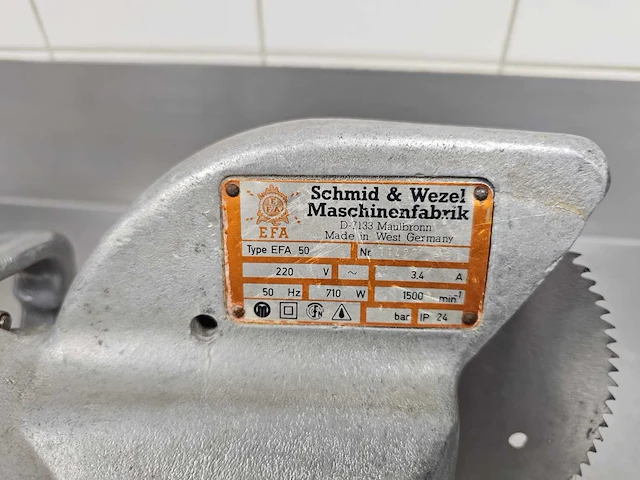 Schmid & Wezel
Maschinenfabrik
EFA
D-7133 Maulbronn
Made in West Germany
Type EFA 50 Nr.
220 V ~ 3.4 A
50 Hz 710 W 1500 min⁻¹
bar IP 24